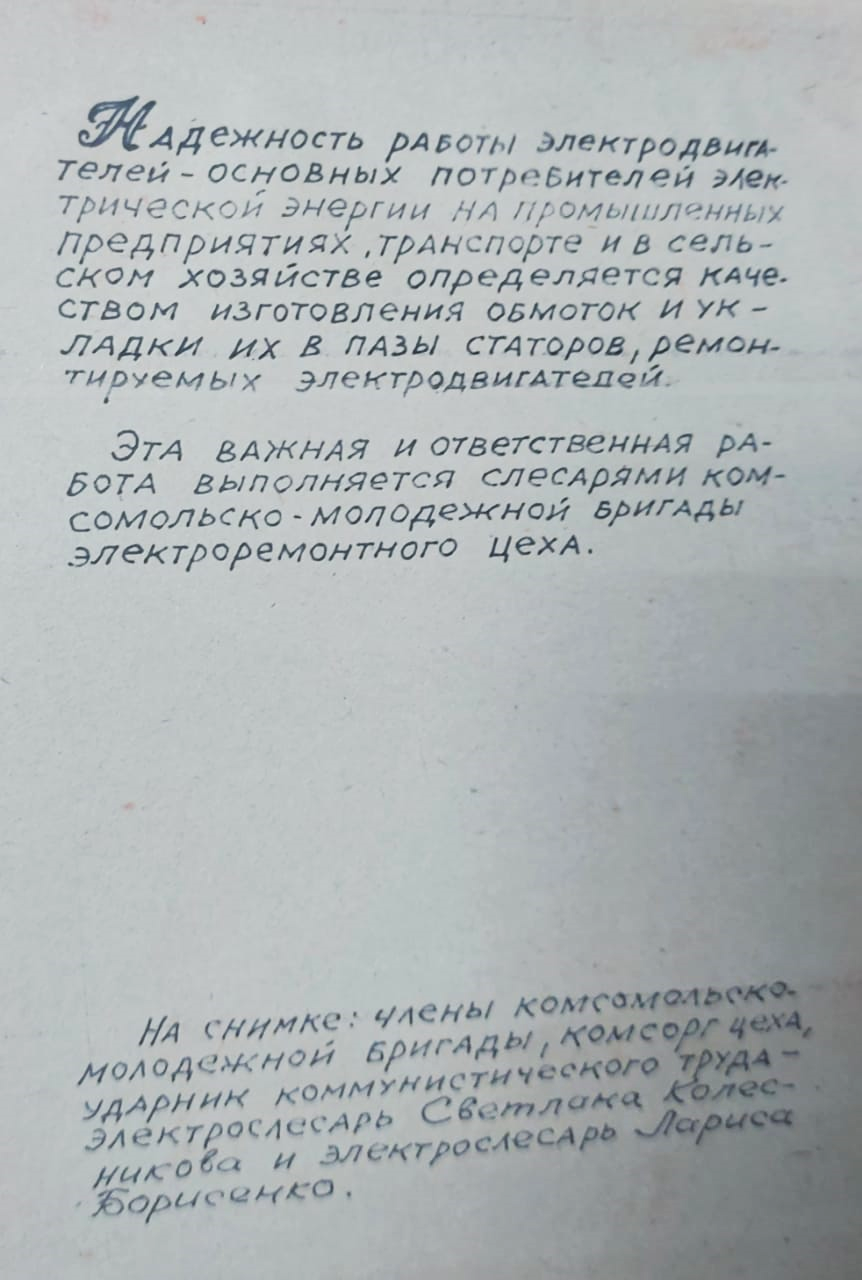 Надежность работы электродвига-
телей - основных потребителей элек-
трической энергии на промышленных
предприятиях, транспорте и в сель-
ском хозяйстве определяется каче-
ством изготовления обмоток и ук-
ладки их в пазы статоров, ремон-
тируемых электродвигателей.
Эта важная и ответственная ра-
бота выполняется слесарями ком-
сомольско-молодежной бригады
электроремонтного цеха.
На снимке: члены комсомольско-
молодежной бригады, комсорг цеха,
ударник коммунистического труда -
электрослесарь Светлана Колес-
никова и электрослесарь Лариса
Борисенко.